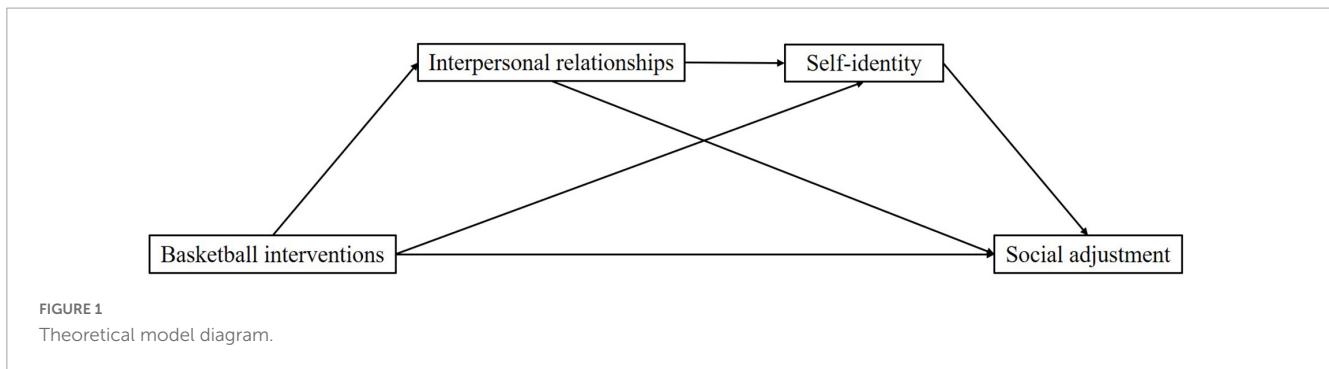 Interpersonal relationships
Self-identity
Basketball interventions
Social adjustment
FIGURE 1
Theoretical model diagram.